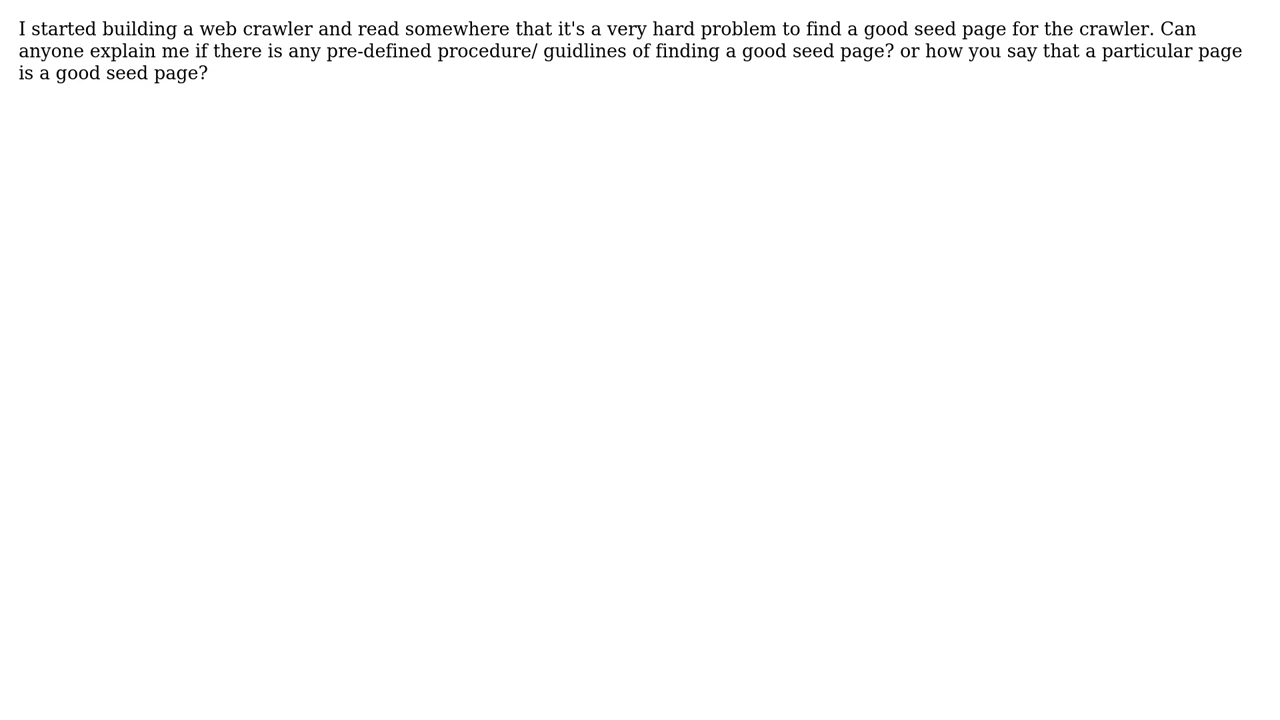 I started building a web crawler and read somewhere that it's a very hard problem to find a good seed page for the crawler. Can
anyone explain me if there is any pre-defined procedure/ guidlines of finding a good seed page? or how you say that a particular page
is a good seed page?